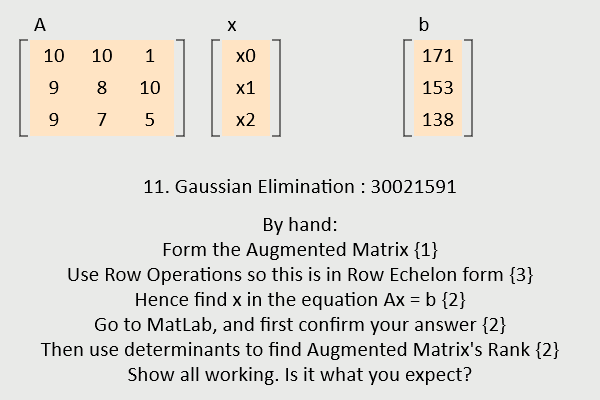 A x b
10 10 1 x0 171
9 8 10 x1 153
9 7 5 x2 138
11. Gaussian Elimination : 30021591
By hand:
Form the Augmented Matrix {1}
Use Row Operations so this is in Row Echelon form {3}
Hence find x in the equation Ax = b {2}
Go to MatLab, and first confirm your answer {2}
Then use determinants to find Augmented Matrix's Rank {2}
Show all working. Is it what you expect?